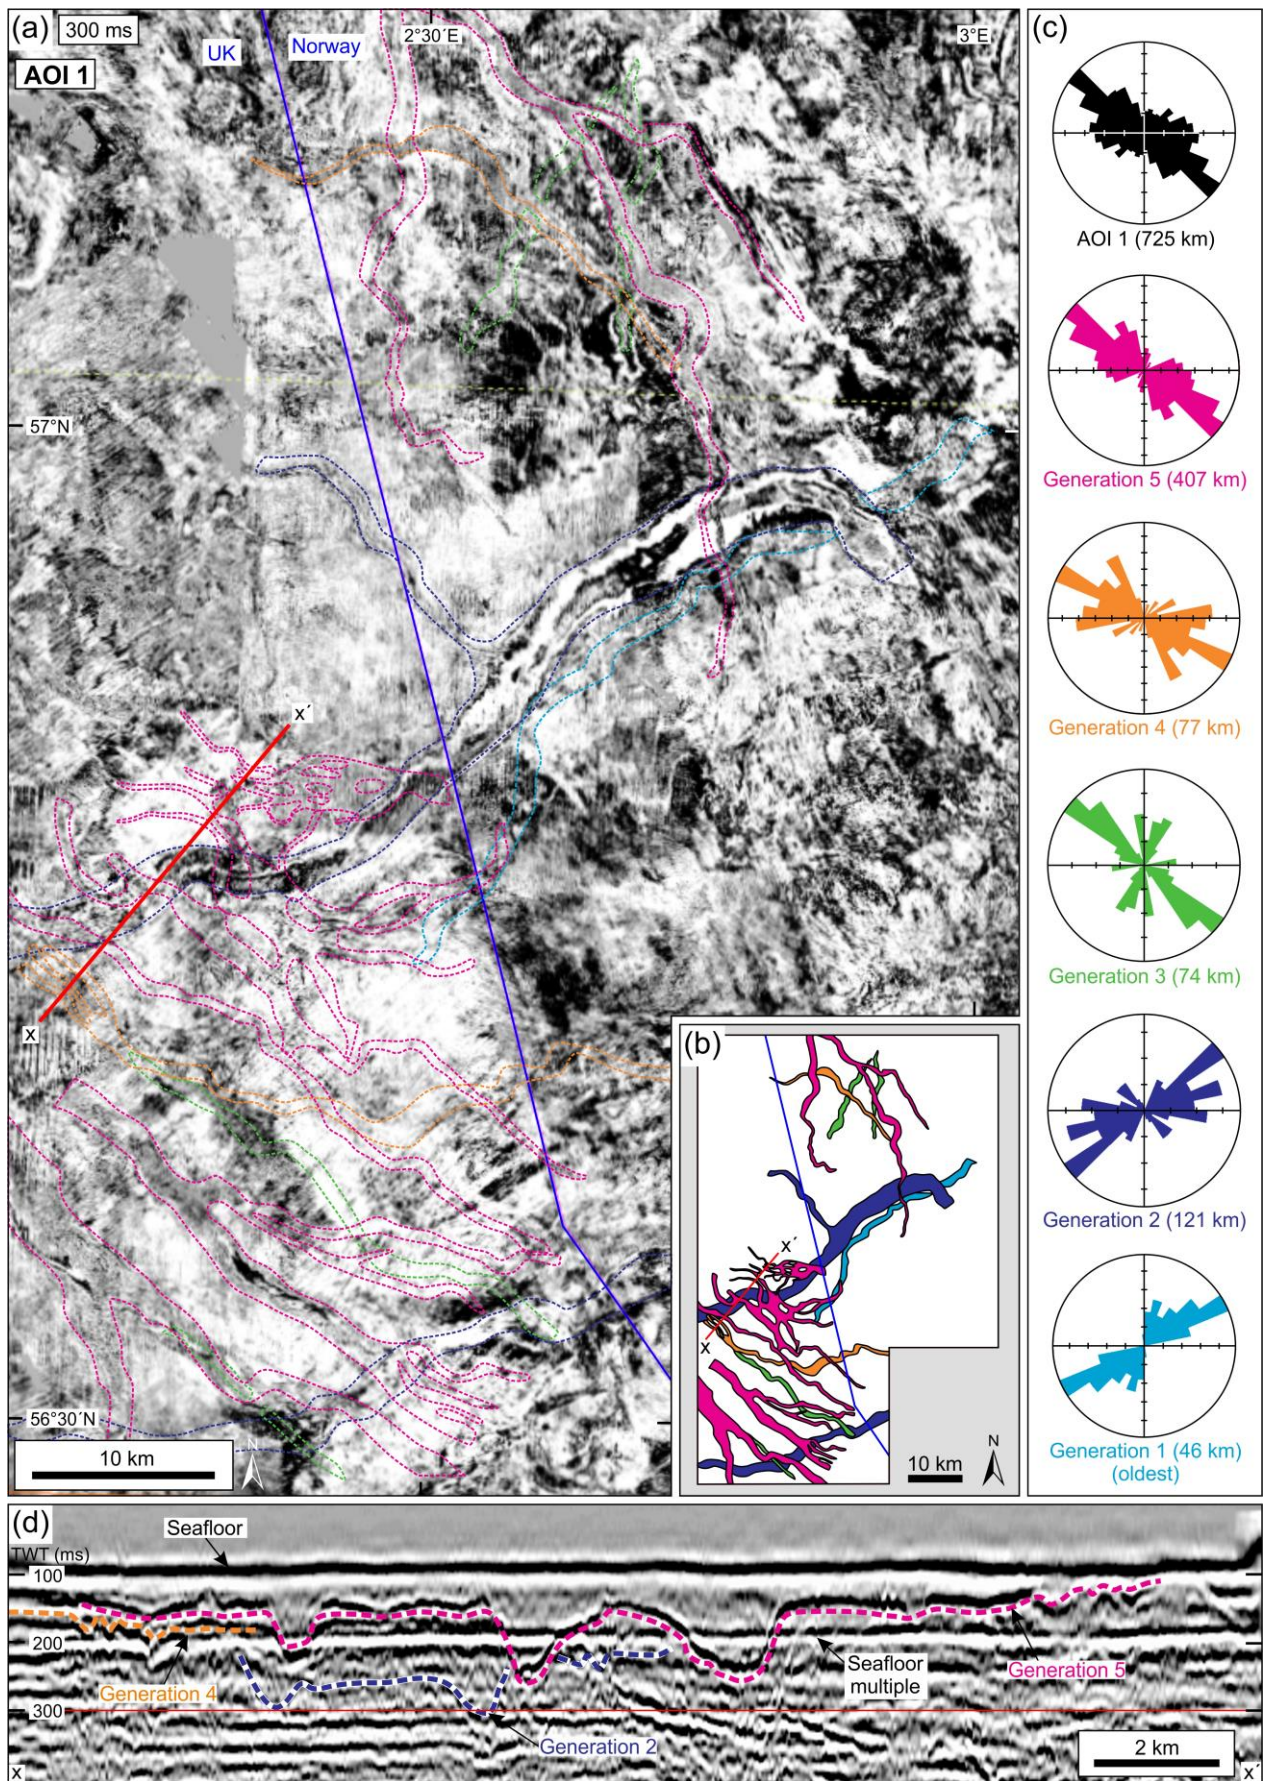 (a)
300 ms
AOI 1
UK
Norway
2°30´E
3°E
57°N
x´
x
56°30´N
10 km
N
(b)
x´
x
N
10 km
(c)
AOI 1 (725 km)
Generation 5 (407 km)
Generation 4 (77 km)
Generation 3 (74 km)
Generation 2 (121 km)
Generation 1 (46 km)
(oldest)
(d)
Seafloor
TWT (ms)
100
200
300
Generation 4
Generation 2
Seafloor
multiple
Generation 5
2 km
x
x´